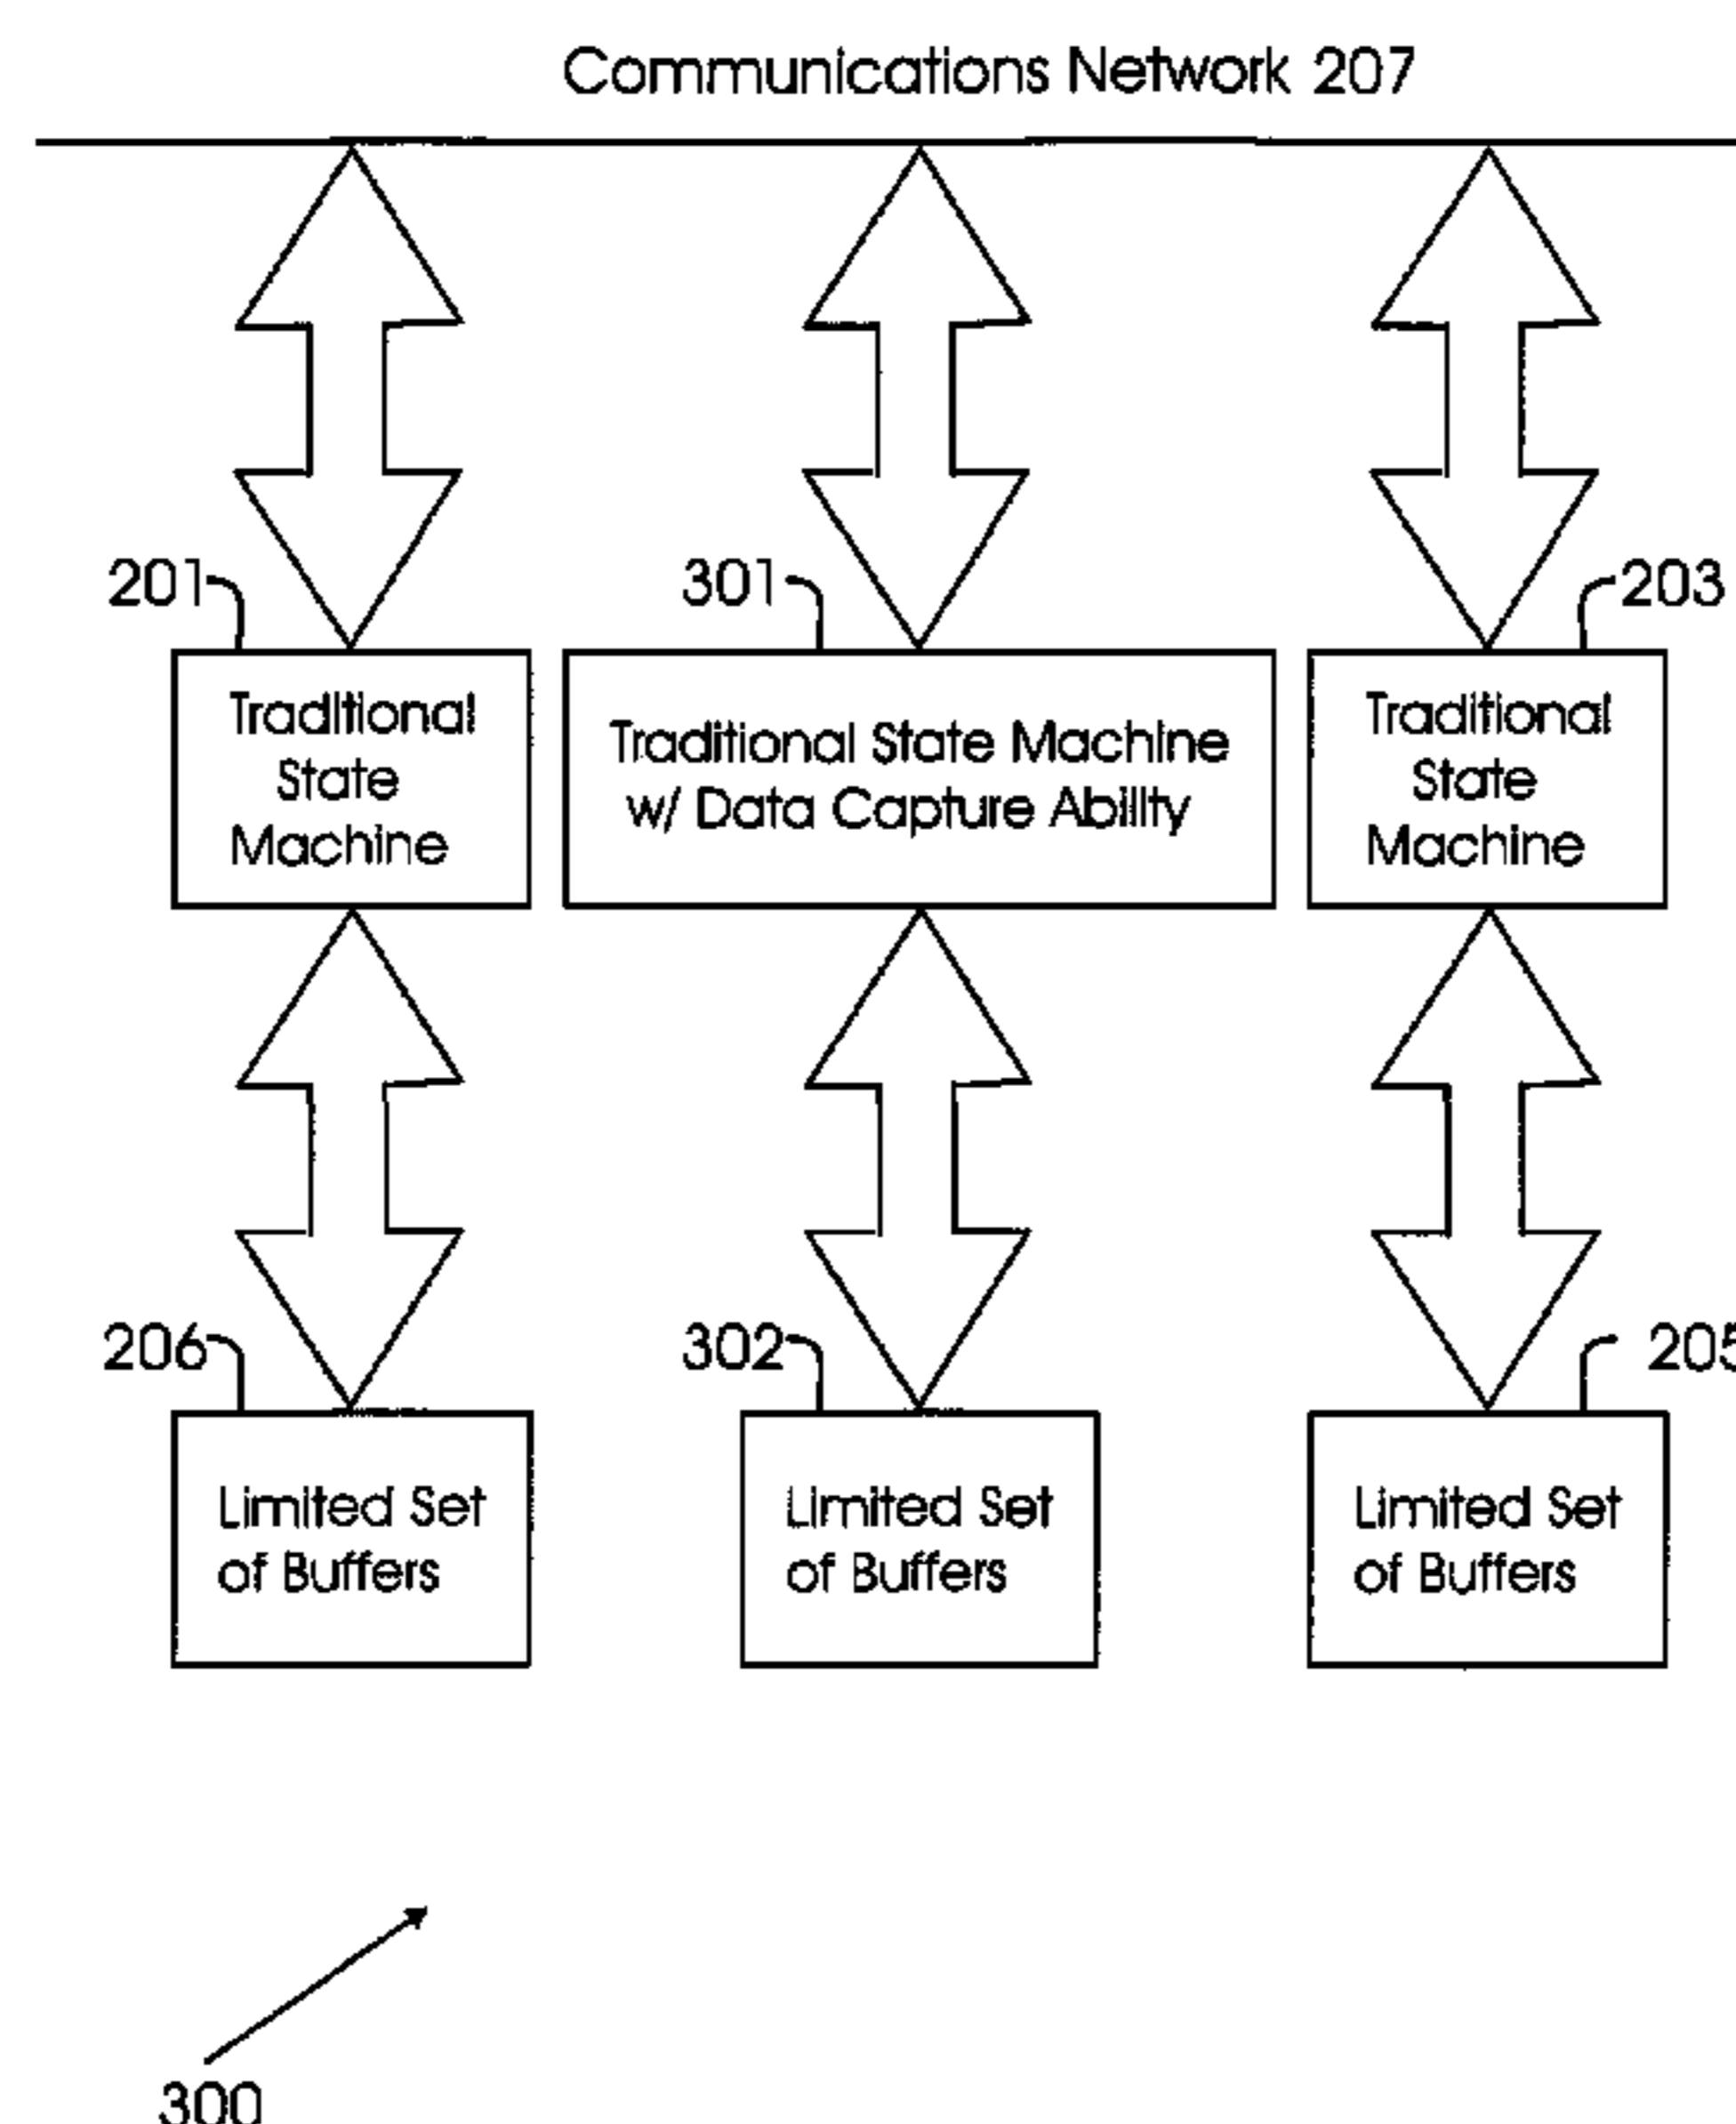 Communications Network 207
201
301
203
Traditional
State
Machine
Traditional State Machine
w/ Data Capture Ability
Traditional
State
Machine
206
302
205
Limited Set
of Buffers
Limited Set
of Buffers
Limited Set
of Buffers
300